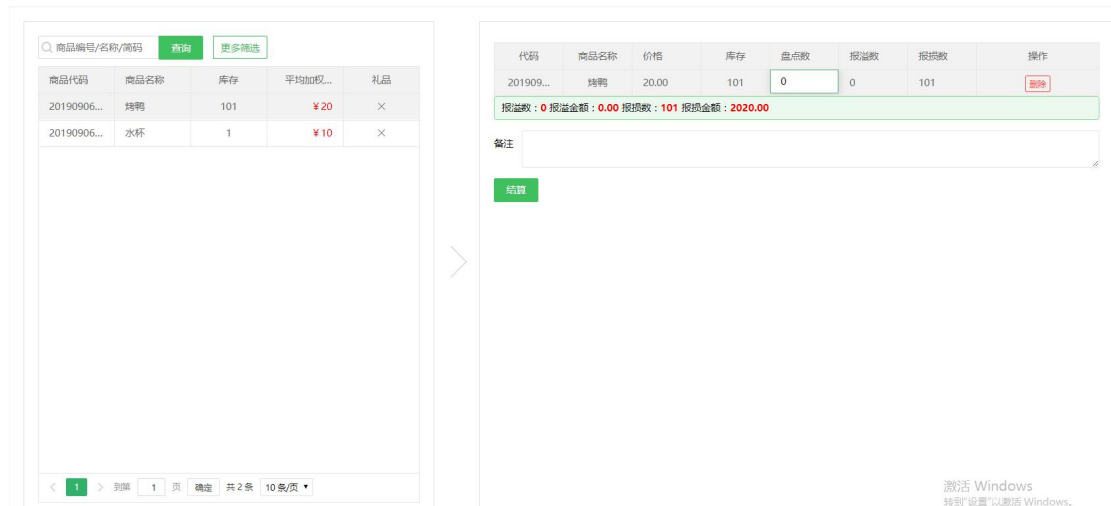 商品编号/名称/简码 查询 更多筛选
商品代码 商品名称 库存 平均加权... 礼品
20190906... 烤鸭 101 ￥20 ×
20190906... 水杯 1 ￥10 ×
< 1 > 到第 1 页 确定 共 2 条 10 条/页
代码 商品名称 价格 库存 盘点数 报溢数 报损数 操作
201909... 烤鸭 20.00 101 0 0 101 删除
报溢数：0 报溢金额：0.00 报损数：101 报损金额：2020.00
备注
结算
激活 Windows
转到“设置”以激活 Windows。